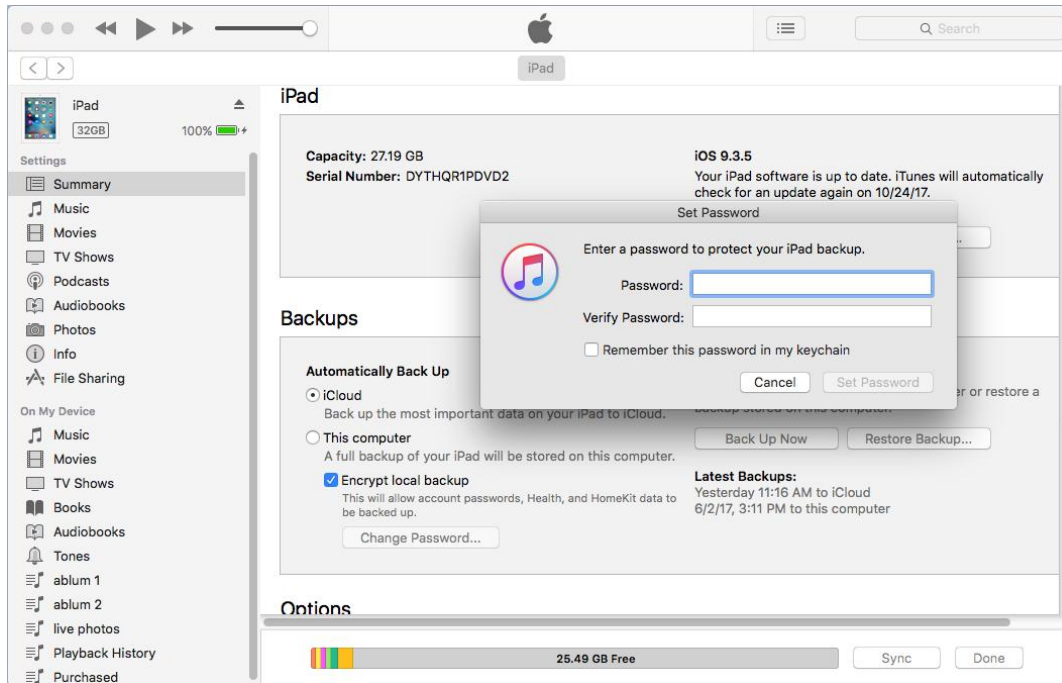 Search
iPad
iPad
32GB
100%
Settings
Summary
Music
Movies
TV Shows
Podcasts
Audiobooks
Photos
Info
File Sharing
On My Device
Music
Movies
TV Shows
Books
Audiobooks
Tones
ablum 1
ablum 2
live photos
Playback History
Purchased
iPad
Capacity: 27.19 GB
Serial Number: DYTHQR1PDVD2
iOS 9.3.5
Your iPad software is up to date. iTunes will automatically
check for an update again on 10/24/17.
Set Password
Enter a password to protect your iPad backup.
Password:
Verify Password:
Remember this password in my keychain
Cancel
Set Password
Backups
Automatically Back Up
iCloud
Back up the most important data on your iPad to iCloud.
This computer
A full backup of your iPad will be stored on this computer.
Encrypt local backup
This will allow account passwords, Health, and HomeKit data to
be backed up.
Change Password...
or restore a
backup stored on this computer.
Back Up Now
Restore Backup...
Latest Backups:
Yesterday 11:16 AM to iCloud
6/2/17, 3:11 PM to this computer
Options
25.49 GB Free
Sync
Done